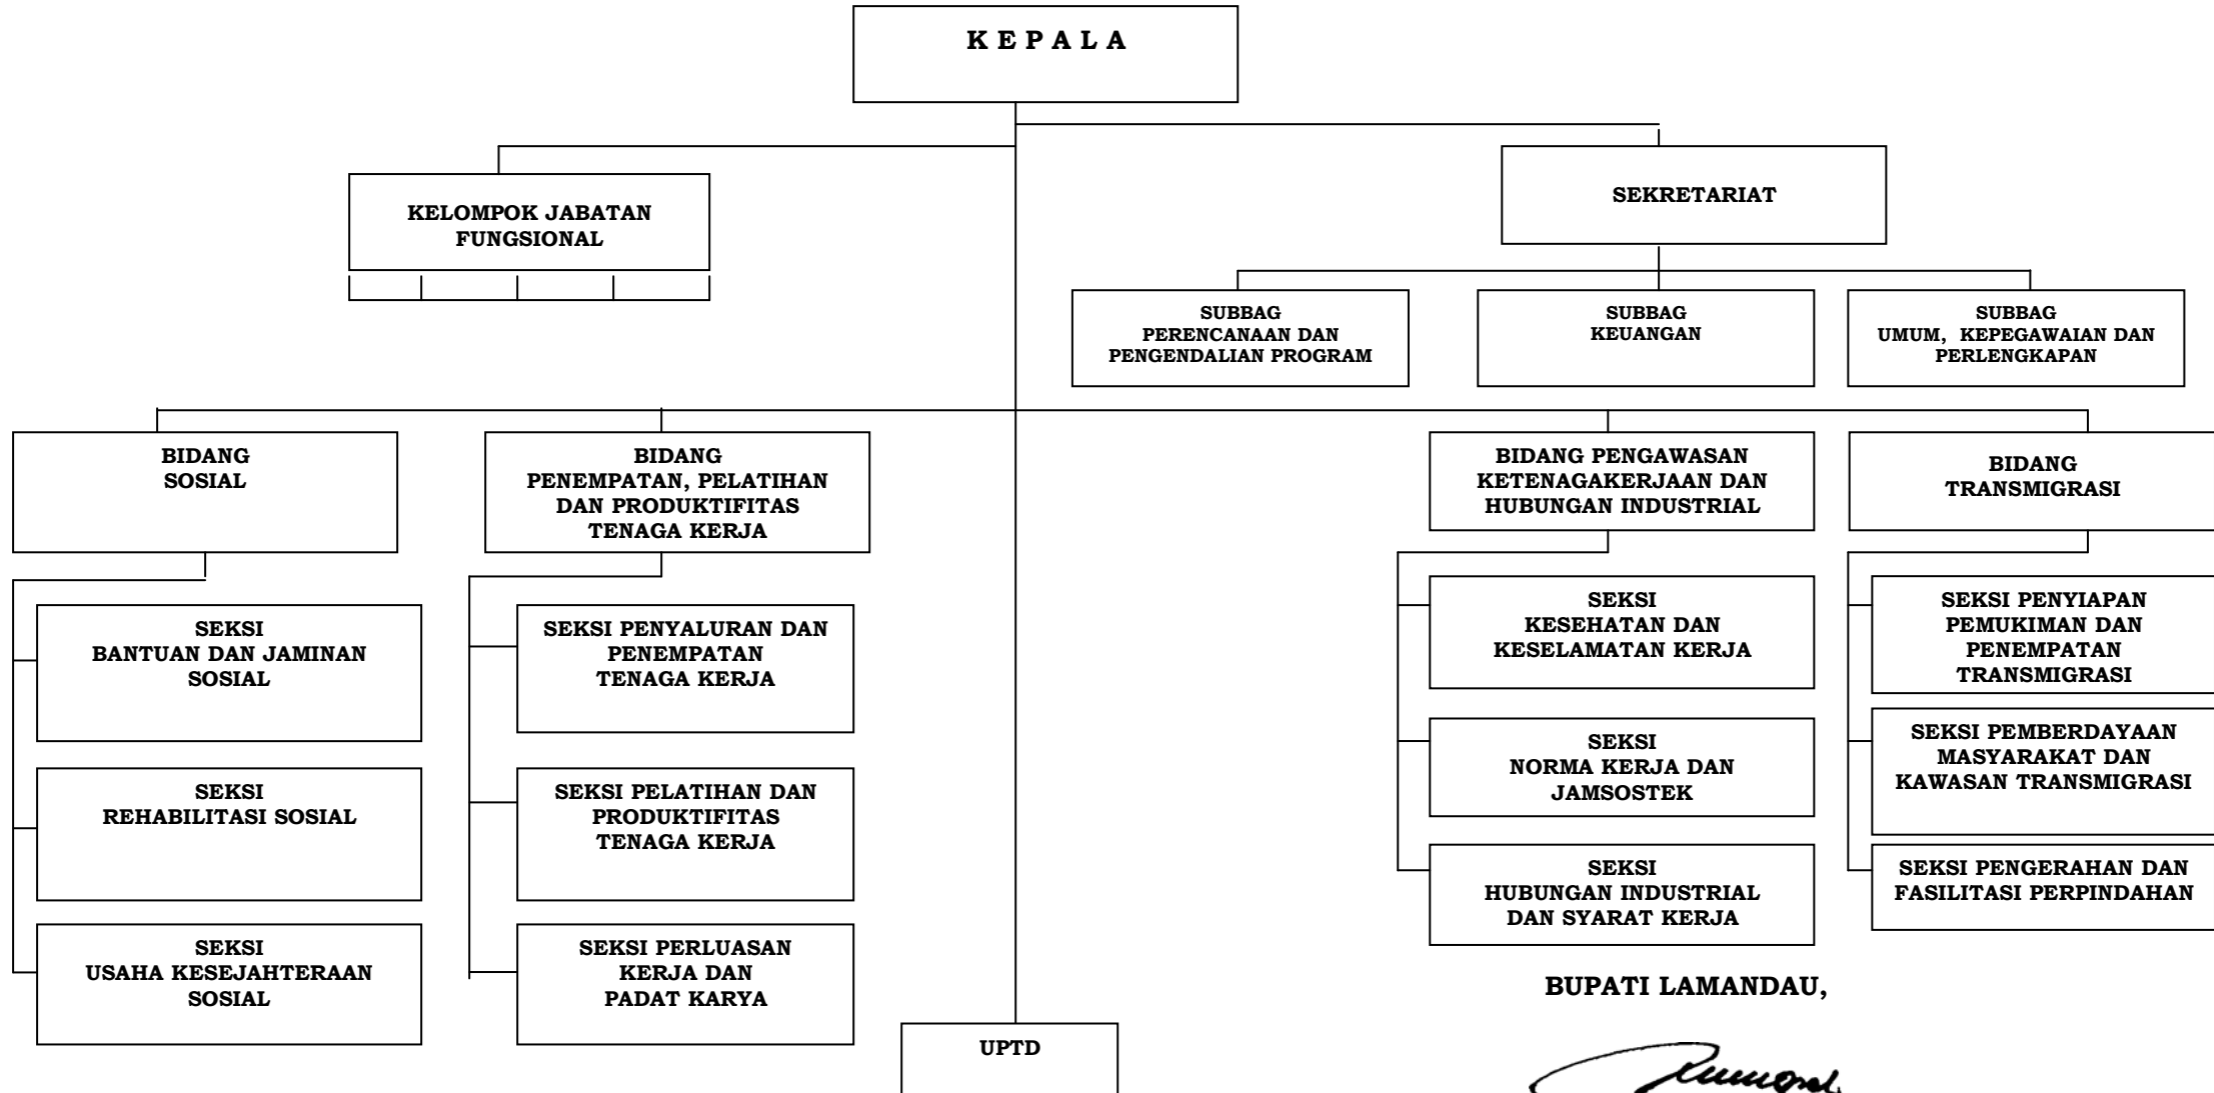 K E P A L A
KELOMPOK JABATAN
FUNGSIONAL
SEKRETARIAT
SUBBAG
PERENCANAAN DAN
PENGENDALIAN PROGRAM
SUBBAG
KEUANGAN
SUBBAG
UMUM, KEPEGAWAIAN DAN
PERLENGKAPAN
BIDANG
SOSIAL
BIDANG
PENEMPATAN, PELATIHAN
DAN PRODUKTIFITAS
TENAGA KERJA
BIDANG PENGAWASAN
KETENAGAKERJAAN DAN
HUBUNGAN INDUSTRIAL
BIDANG
TRANSMIGRASI
SEKSI
BANTUAN DAN JAMINAN
SOSIAL
SEKSI
REHABILITASI SOSIAL
SEKSI
USAHA KESEJAHTERAAN
SOSIAL
SEKSI PENYALURAN DAN
PENEMPATAN
TENAGA KERJA
SEKSI PELATIHAN DAN
PRODUKTIFITAS
TENAGA KERJA
SEKSI PERLUASAN
KERJA DAN
PADAT KARYA
SEKSI
KESEHATAN DAN
KESELAMATAN KERJA
SEKSI
NORMA KERJA DAN
JAMSOSTEK
SEKSI
HUBUNGAN INDUSTRIAL
DAN SYARAT KERJA
SEKSI PENYIAPAN
PEMUKIMAN DAN
PENEMPATAN
TRANSMIGRASI
SEKSI PEMBERDAYAAN
MASYARAKAT DAN
KAWASAN TRANSMIGRASI
SEKSI PENGERAHAN DAN
FASILITASI PERPINDAHAN
UPTD
BUPATI LAMANDAU,